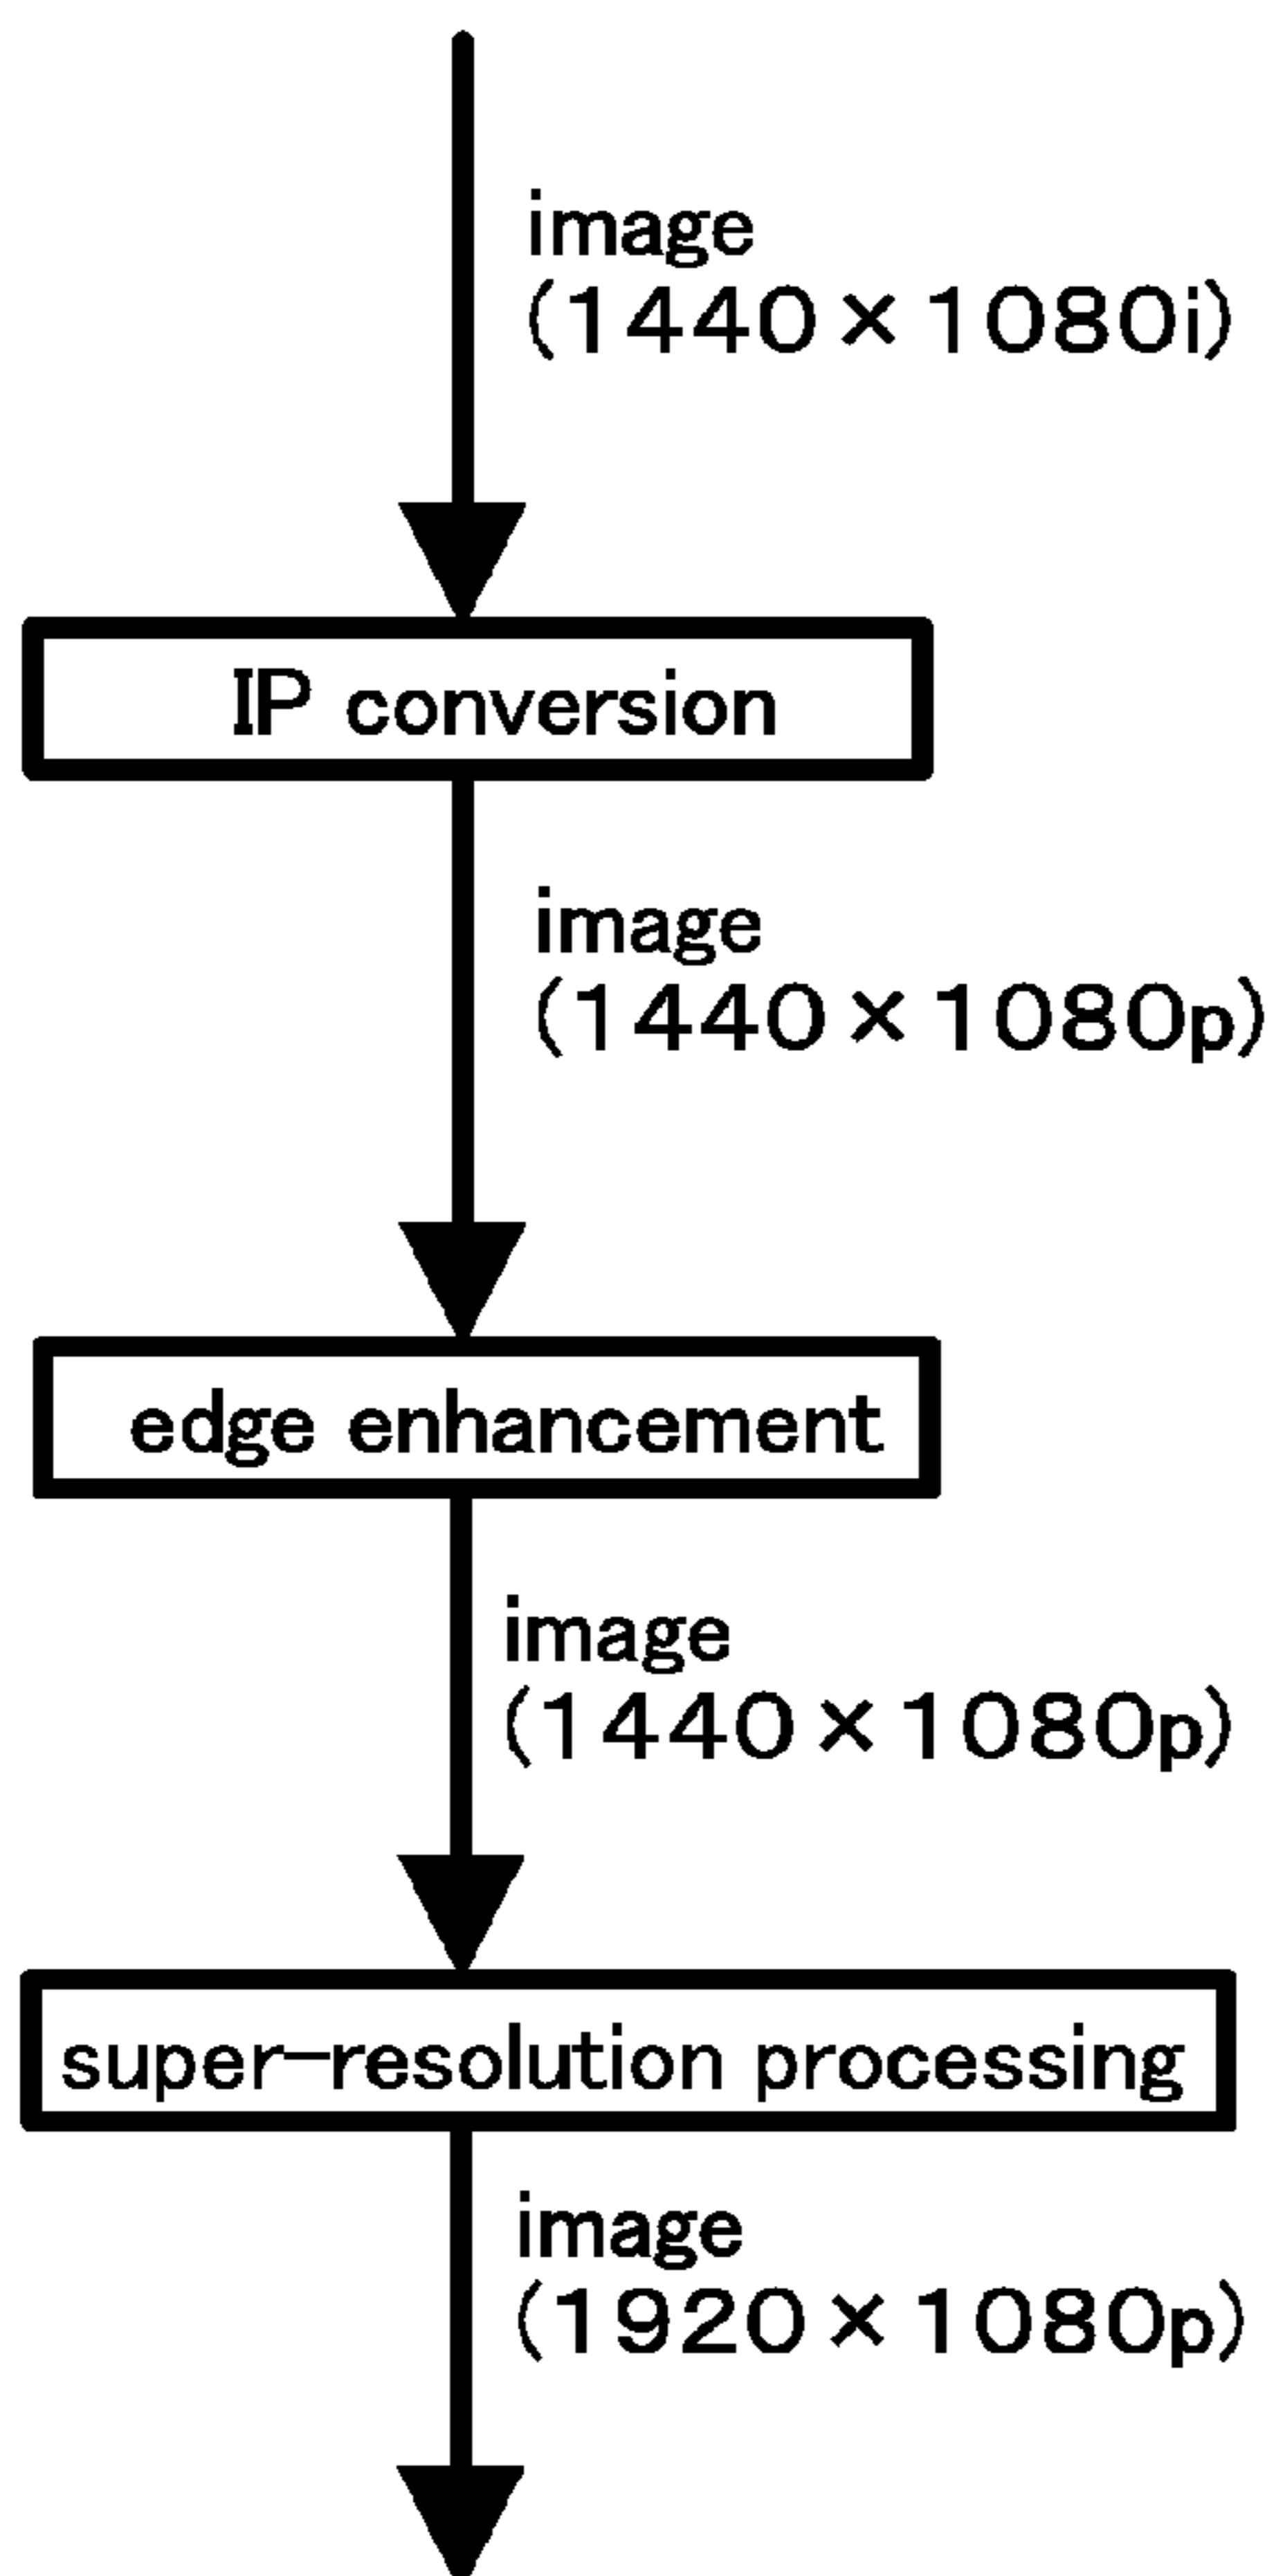 image
(1440×1080i)
IP conversion
image
(1440×1080p)
edge enhancement
image
(1440×1080p)
super-resolution processing
image
(1920×1080p)